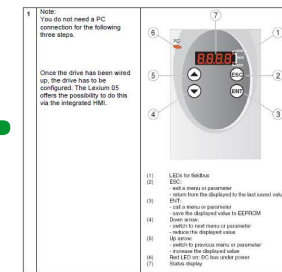 1
Note:
You do not need a PC
connection for the following
three steps.
Once the drive has been wired
up, the drive has to be
configured. The Lexium 05
offers the possibility to do this
via the integrated HMI.
7
6
1
8.8.8.8
5
ESC
2
ENT
4
3
(1) LEDs for fieldbus
(2) ESC:
- exit a menu or parameter
- return from the displayed to the last saved valu
(3) ENT:
- call a menu or parameter
- save the displayed value to EEPROM
(4) Down arrow:
- switch to next menu or parameter
- reduce the displayed value
(5) Up arrow:
- switch to previous menu or parameter
- increase the displayed value
(6) Red LED on: DC bus under power
(7) Status display